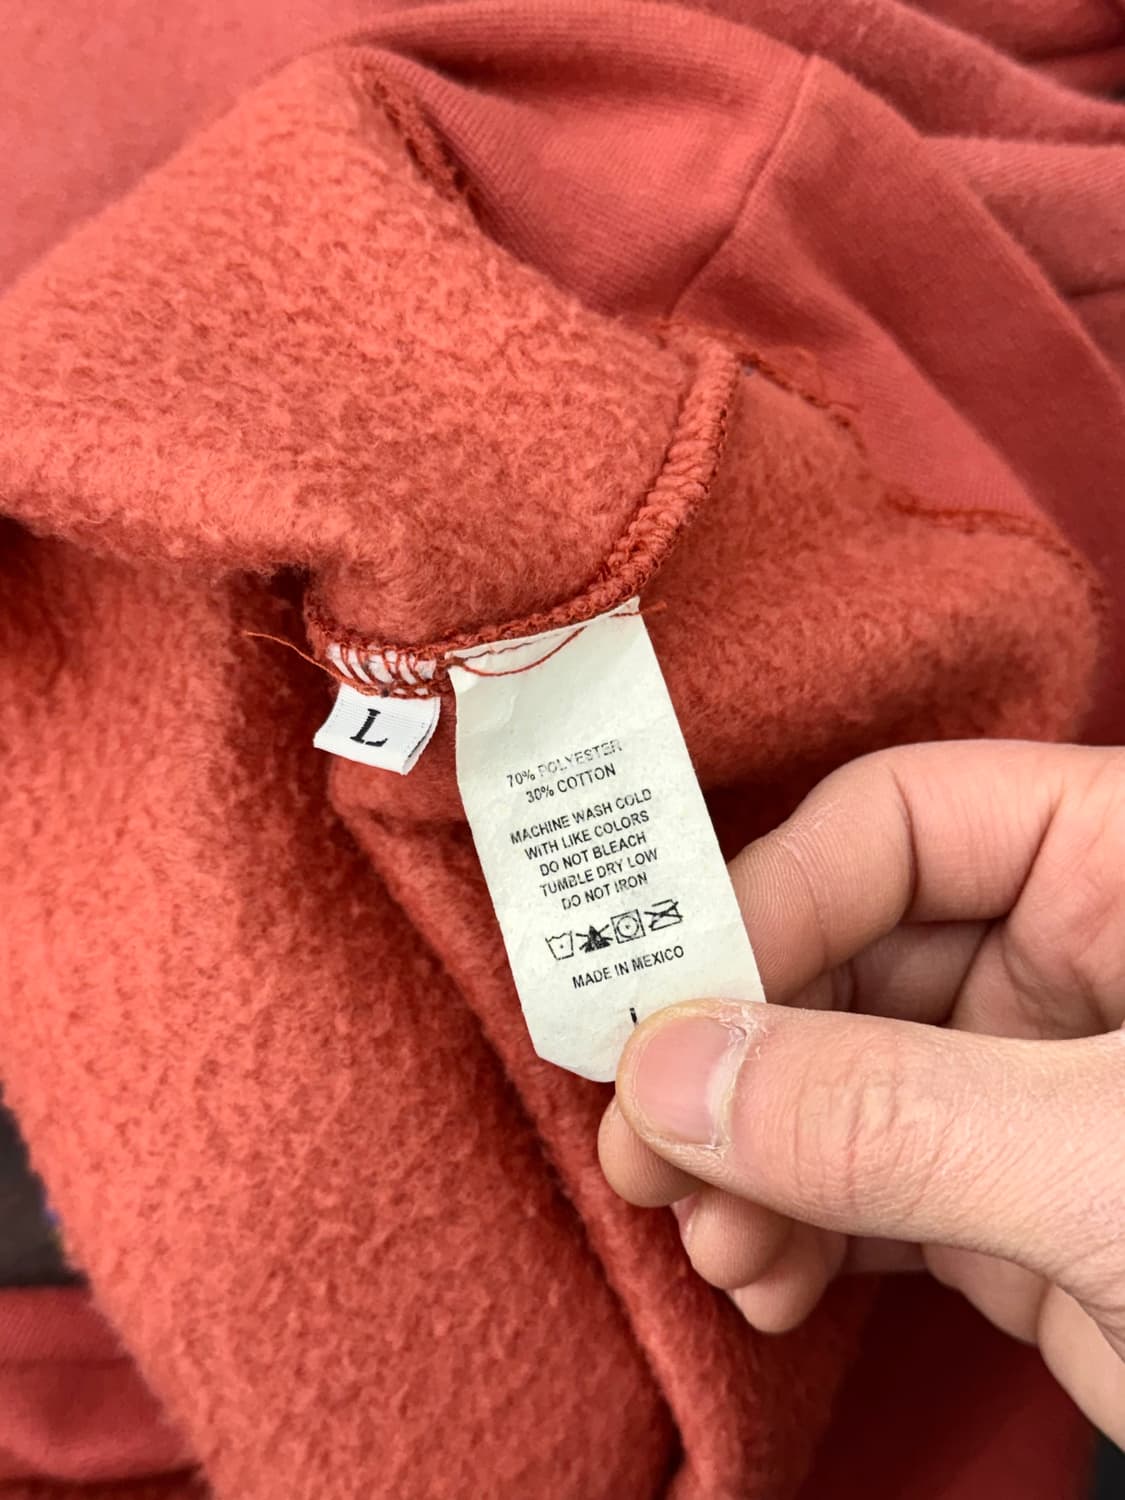 L
70% POLYESTER
30% COTTON
MACHINE WASH COLD
WITH LIKE COLORS
DO NOT BLEACH
TUMBLE DRY LOW
DO NOT IRON
MADE IN MEXICO